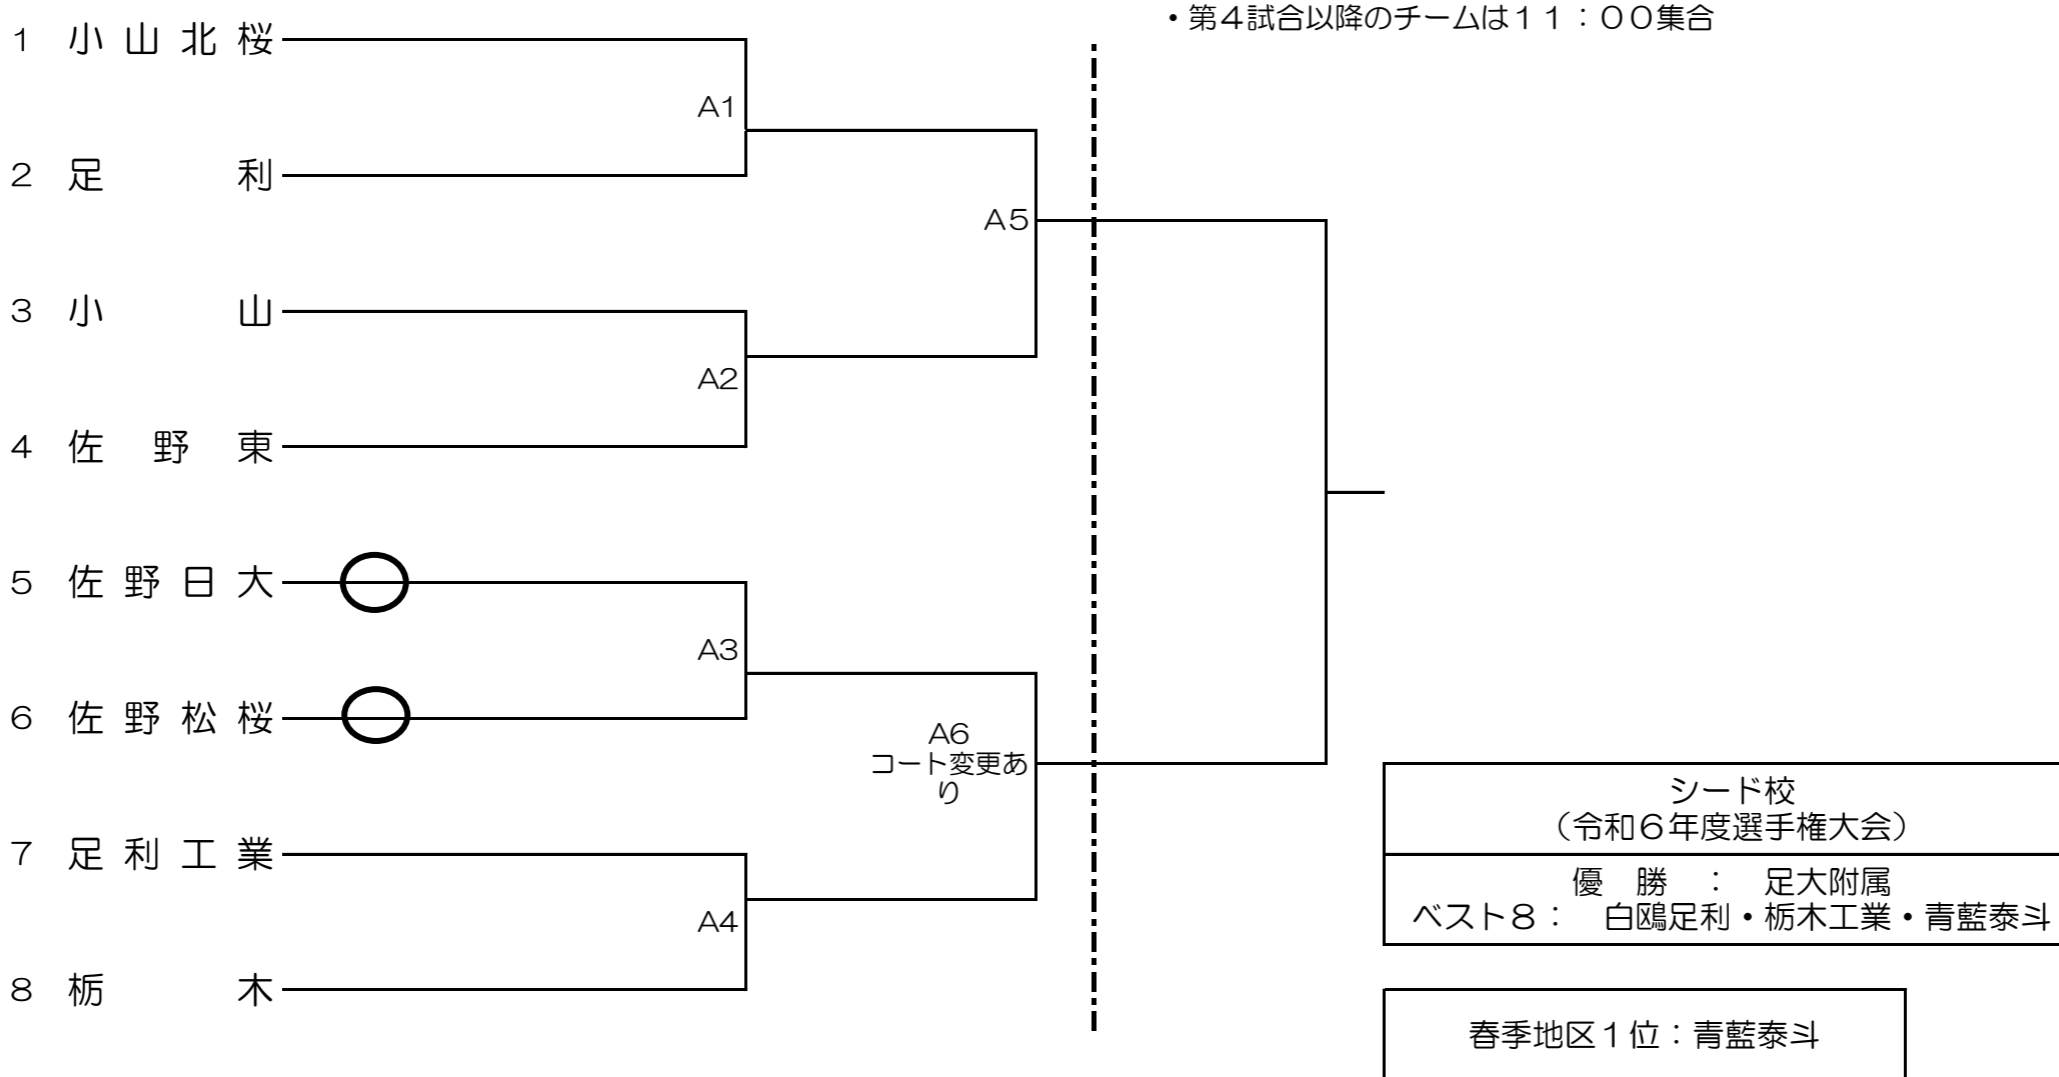 ・第４試合以降のチームは１１：００集合
1 小山北桜
A1
2 足利
A5
3 小山
A2
4 佐野東
5 佐野日大
A3
6 佐野松桜
A6
コート変更あ
り
7 足利工業
A4
8 栃木
シード校
（令和６年度選手権大会）
優　勝　：　足大附属
ベスト８：　白鴎足利・栃木工業・青藍泰斗
春季地区１位：青藍泰斗